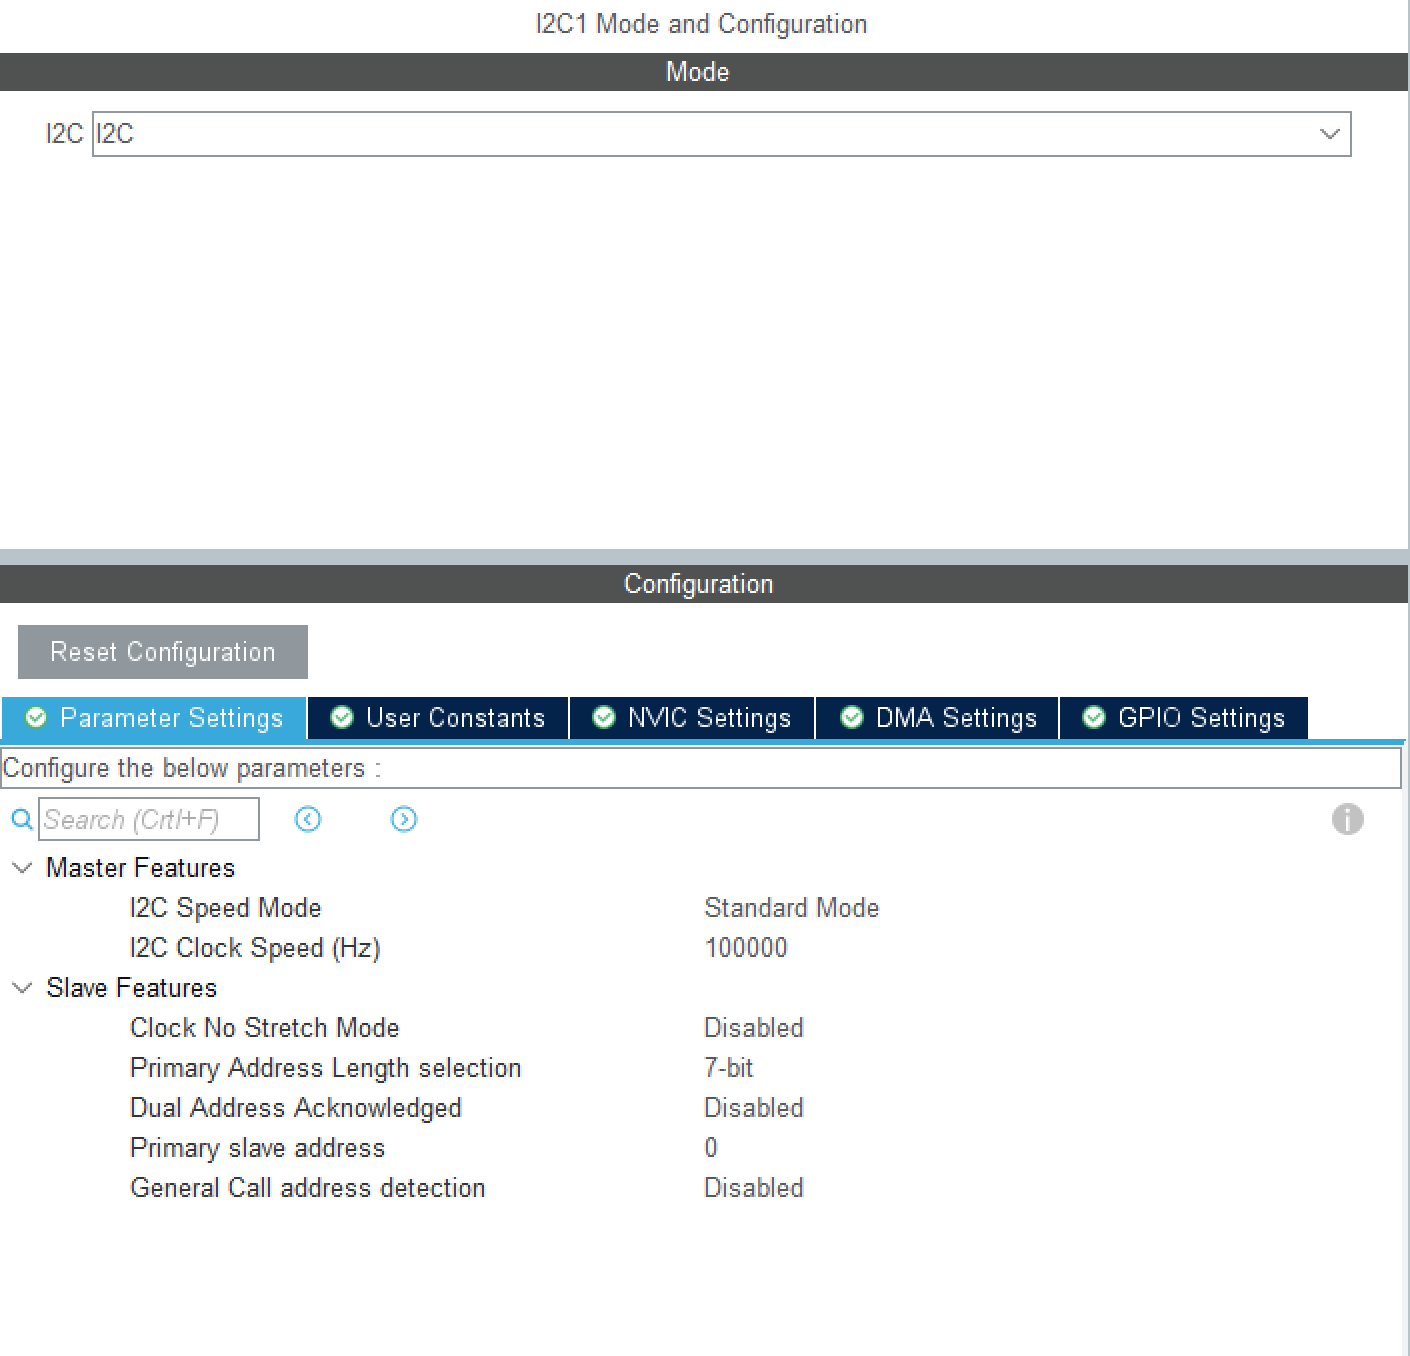 I2C1 Mode and Configuration
Mode
I2C I2C
Configuration
Reset Configuration
Parameter Settings User Constants NVIC Settings DMA Settings GPIO Settings
Configure the below parameters :
Search (Crtl+F)
Master Features
I2C Speed Mode Standard Mode
I2C Clock Speed (Hz) 100000
Slave Features
Clock No Stretch Mode Disabled
Primary Address Length selection 7-bit
Dual Address Acknowledged Disabled
Primary slave address 0
General Call address detection Disabled